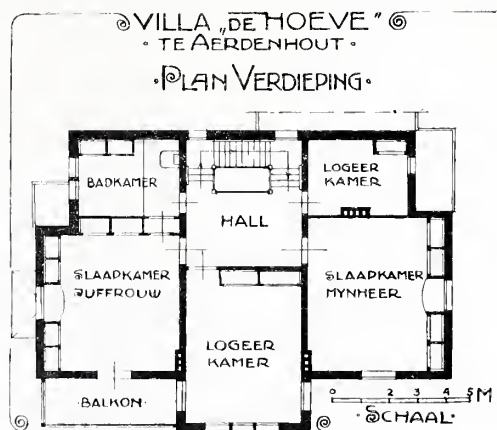 VILLA „DE HOEVE"
· TE AERDENHOUT ·
· PLAN VERDIEPING ·
BADKAMER
LOGEER
KAMER
HALL
SLAAPKAMER
JUFFROUW
SLAAPKAMER
MYNHEER
LOGEER
KAMER
· BALKON ·
0 2 3 4 5 M
· SCHAAL ·